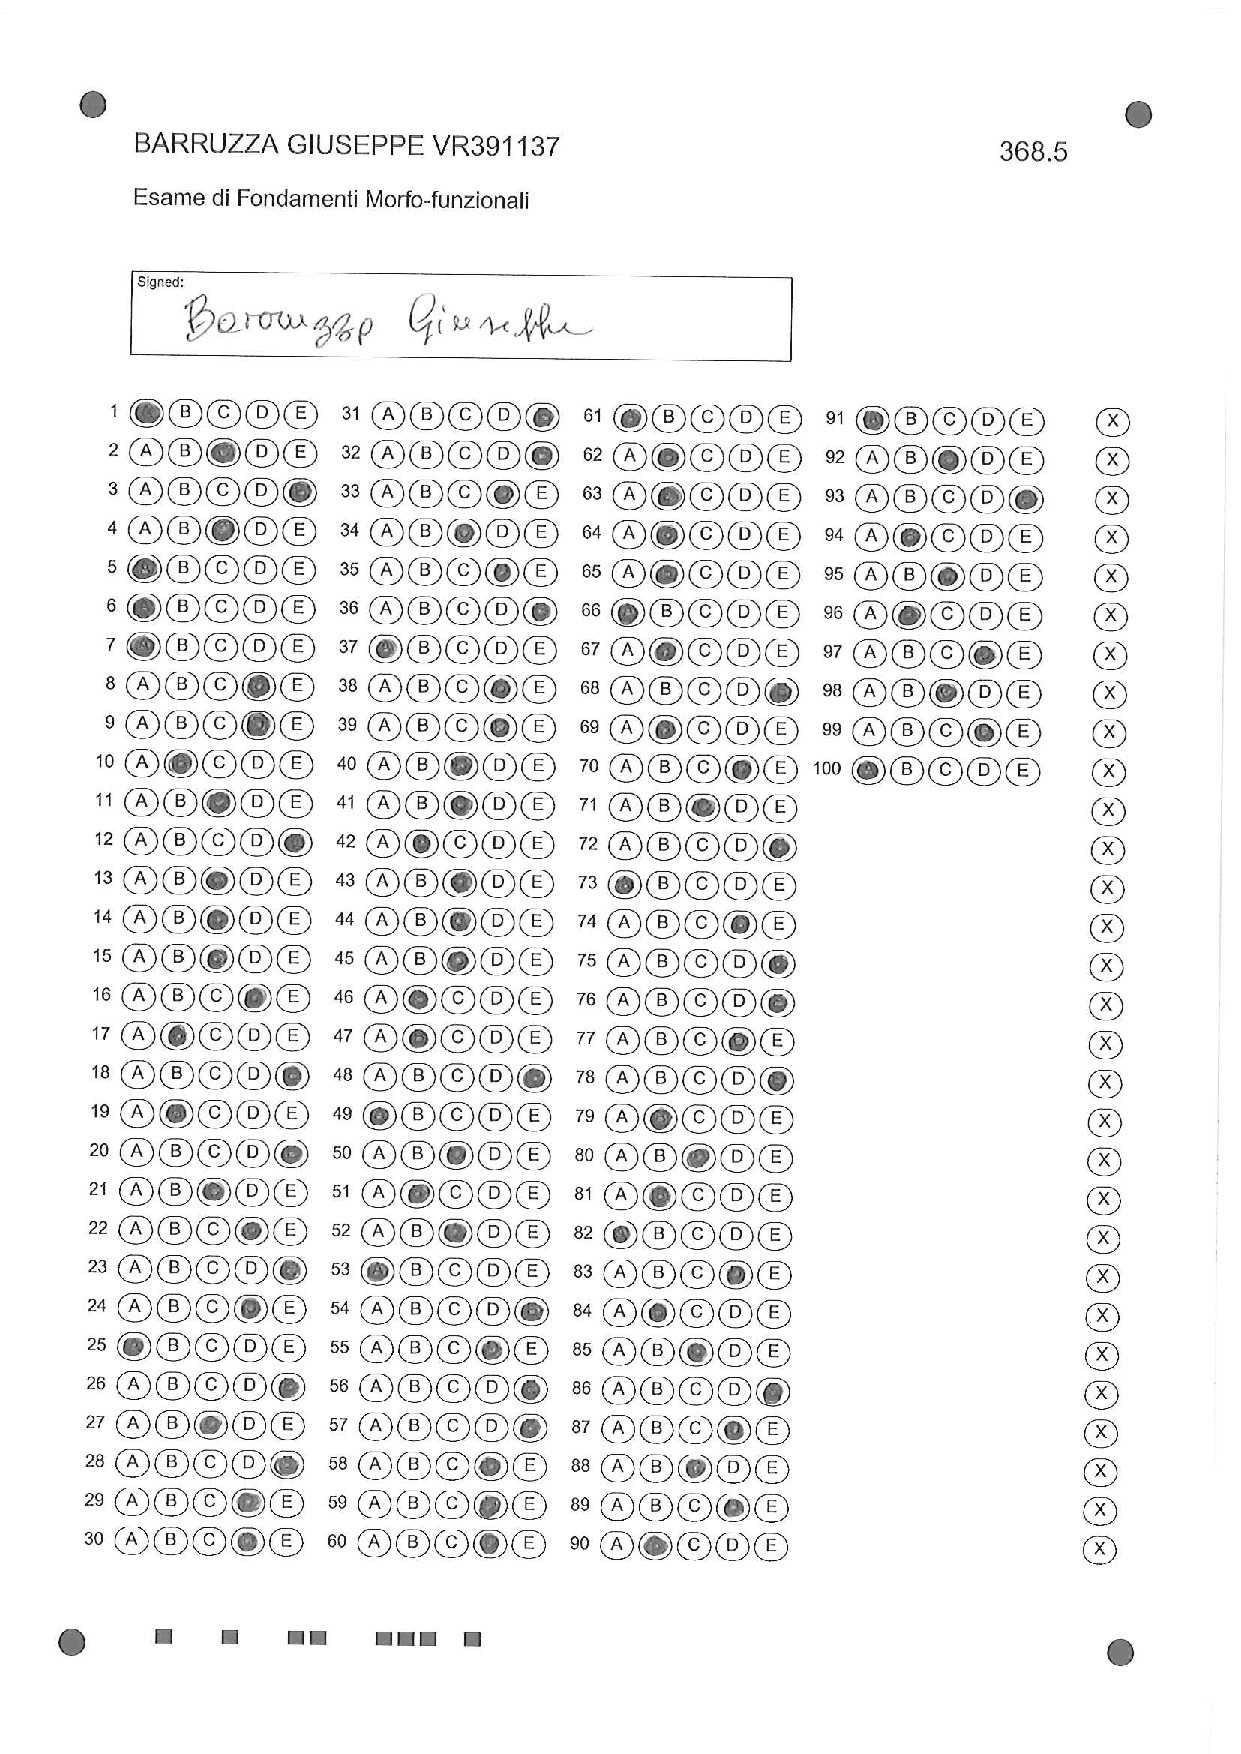 BARRUZZA GIUSEPPE VR391137 368.5
Esame di Fondamenti Morfo-funzionali
Signed:
Barruzza Giuseppe
1 B C D E 31 A B C D 61 B C D E 91 B C D E X
2 A B D E 32 A B C D 62 A C D E 92 A B D E X
3 A B C D 33 A B C E 63 A C D E 93 A B C D X
4 A B D E 34 A B D E 64 A C D E 94 A C D E X
5 B C D E 35 A B C E 65 A C D E 95 A B D E X
6 B C D E 36 A B C D 66 B C D E 96 A C D E X
7 B C D E 37 B C D E 67 A C D E 97 A B C E X
8 A B C E 38 A B C E 68 A B C D 98 A B D E X
9 A B C E 39 A B C E 69 A C D E 99 A B C E X
10 A C D E 40 A B D E 70 A B C E 100 B C D E X
11 A B D E 41 A B D E 71 A B D E X
12 A B C D 42 A C D E 72 A B C D X
13 A B D E 43 A B D E 73 B C D E X
14 A B D E 44 A B D E 74 A B C E X
15 A B D E 45 A B D E 75 A B C D X
16 A B C E 46 A C D E 76 A B C D X
17 A C D E 47 A C D E 77 A B C E X
18 A B C D 48 A B C D 78 A B C D X
19 A C D E 49 B C D E 79 A C D E X
20 A B C D 50 A B D E 80 A B D E X
21 A B D E 51 A C D E 81 A C D E X
22 A B C E 52 A B D E 82 B C D E X
23 A B C D 53 B C D E 83 A B C E X
24 A B C E 54 A B C D 84 A C D E X
25 B C D E 55 A B C E 85 A B D E X
26 A B C D 56 A B C D 86 A B C D X
27 A B D E 57 A B C D 87 A B C E X
28 A B C D 58 A B C E 88 A B D E X
29 A B C E 59 A B C E 89 A B C E X
30 A B C E 60 A B C E 90 A C D E X